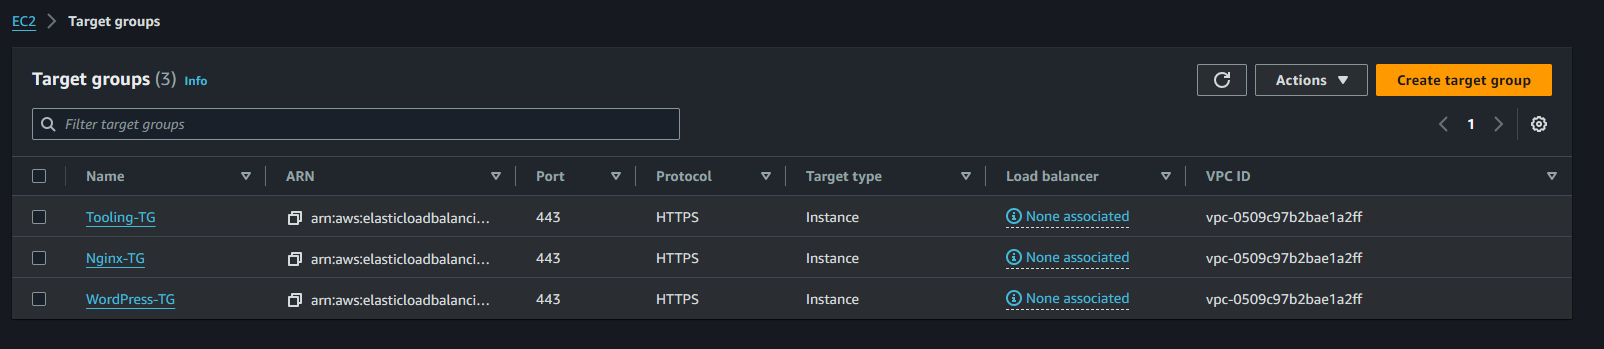 EC2 > Target groups
Target groups (3) Info
Actions
Create target group
Filter target groups
1
Name ARN Port Protocol Target type Load balancer VPC ID
Tooling-TG arn:aws:elasticloadbalanci... 443 HTTPS Instance None associated vpc-0509c97b2bae1a2ff
Nginx-TG arn:aws:elasticloadbalanci... 443 HTTPS Instance None associated vpc-0509c97b2bae1a2ff
WordPress-TG arn:aws:elasticloadbalanci... 443 HTTPS Instance None associated vpc-0509c97b2bae1a2ff